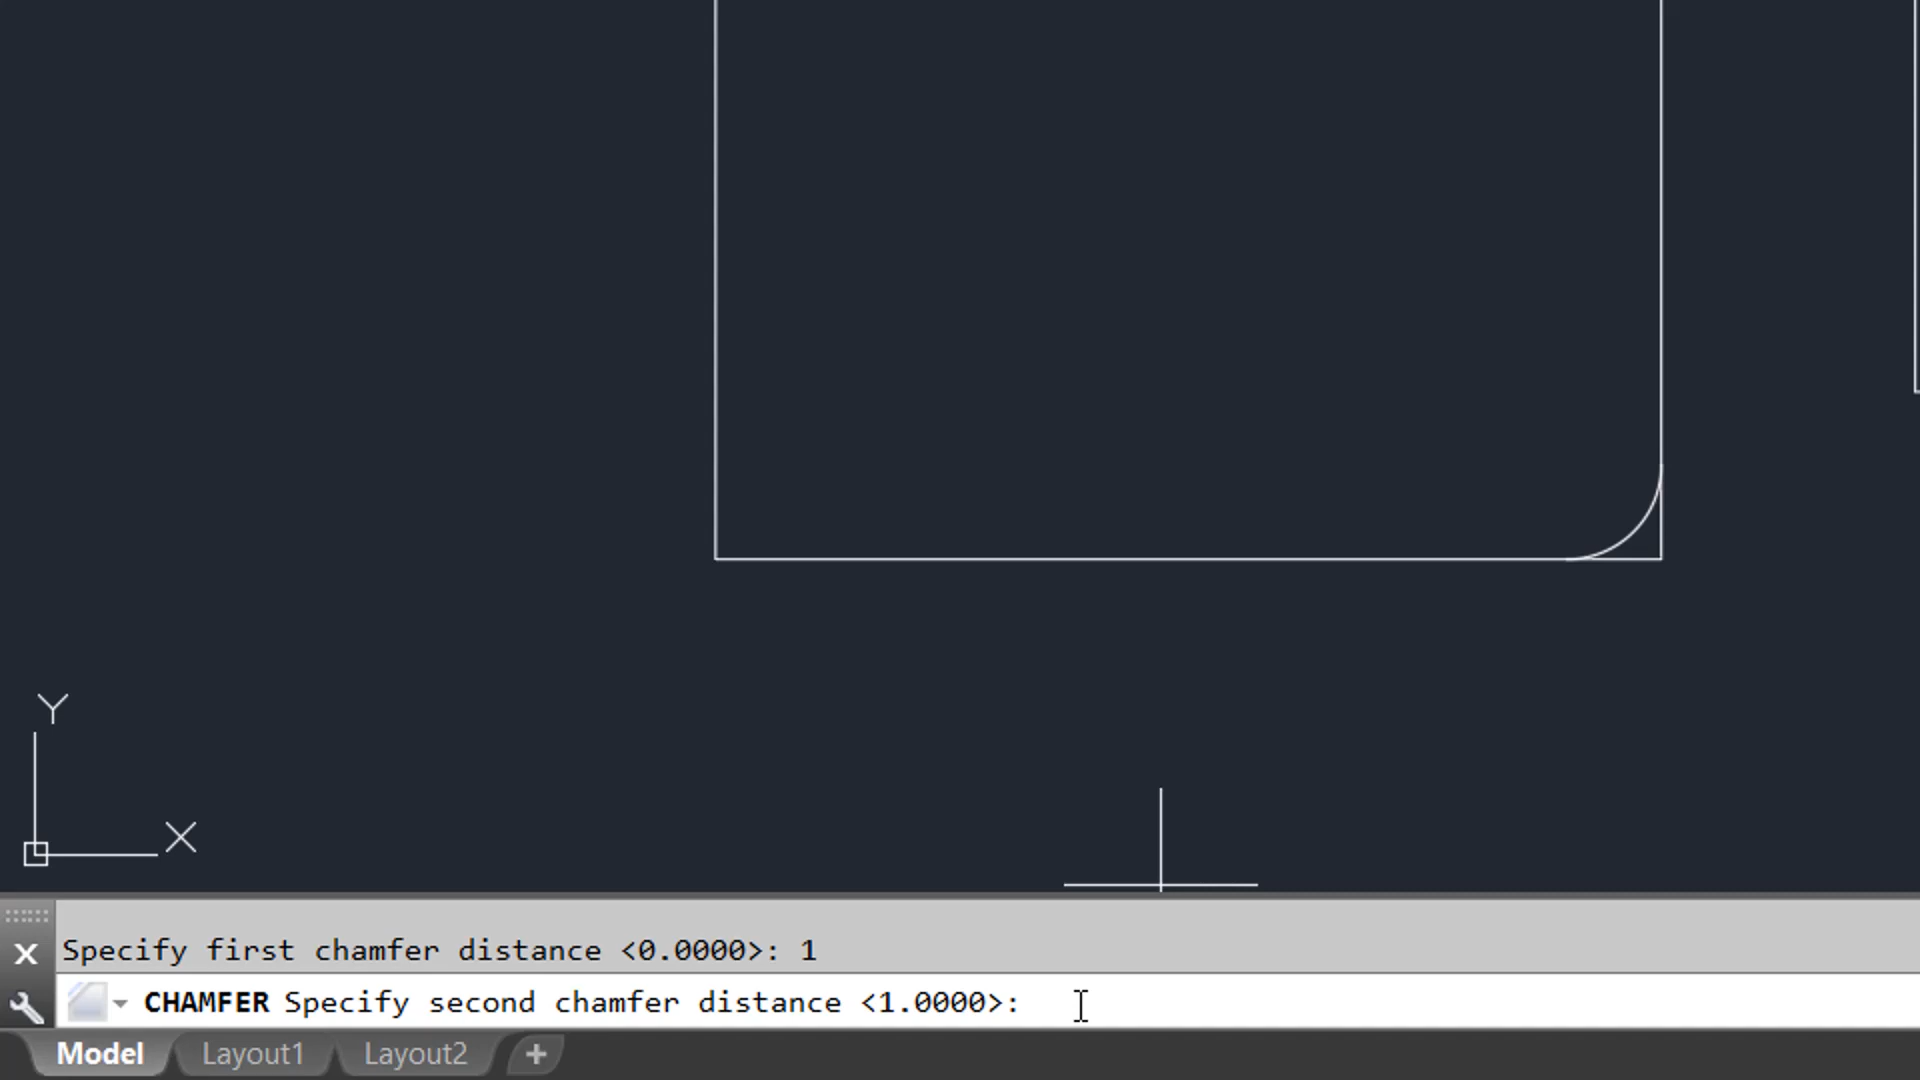 Y
X
Specify first chamfer distance <0.0000>: 1
CHAMFER Specify second chamfer distance <1.0000>:
Model Layout1 Layout2 +